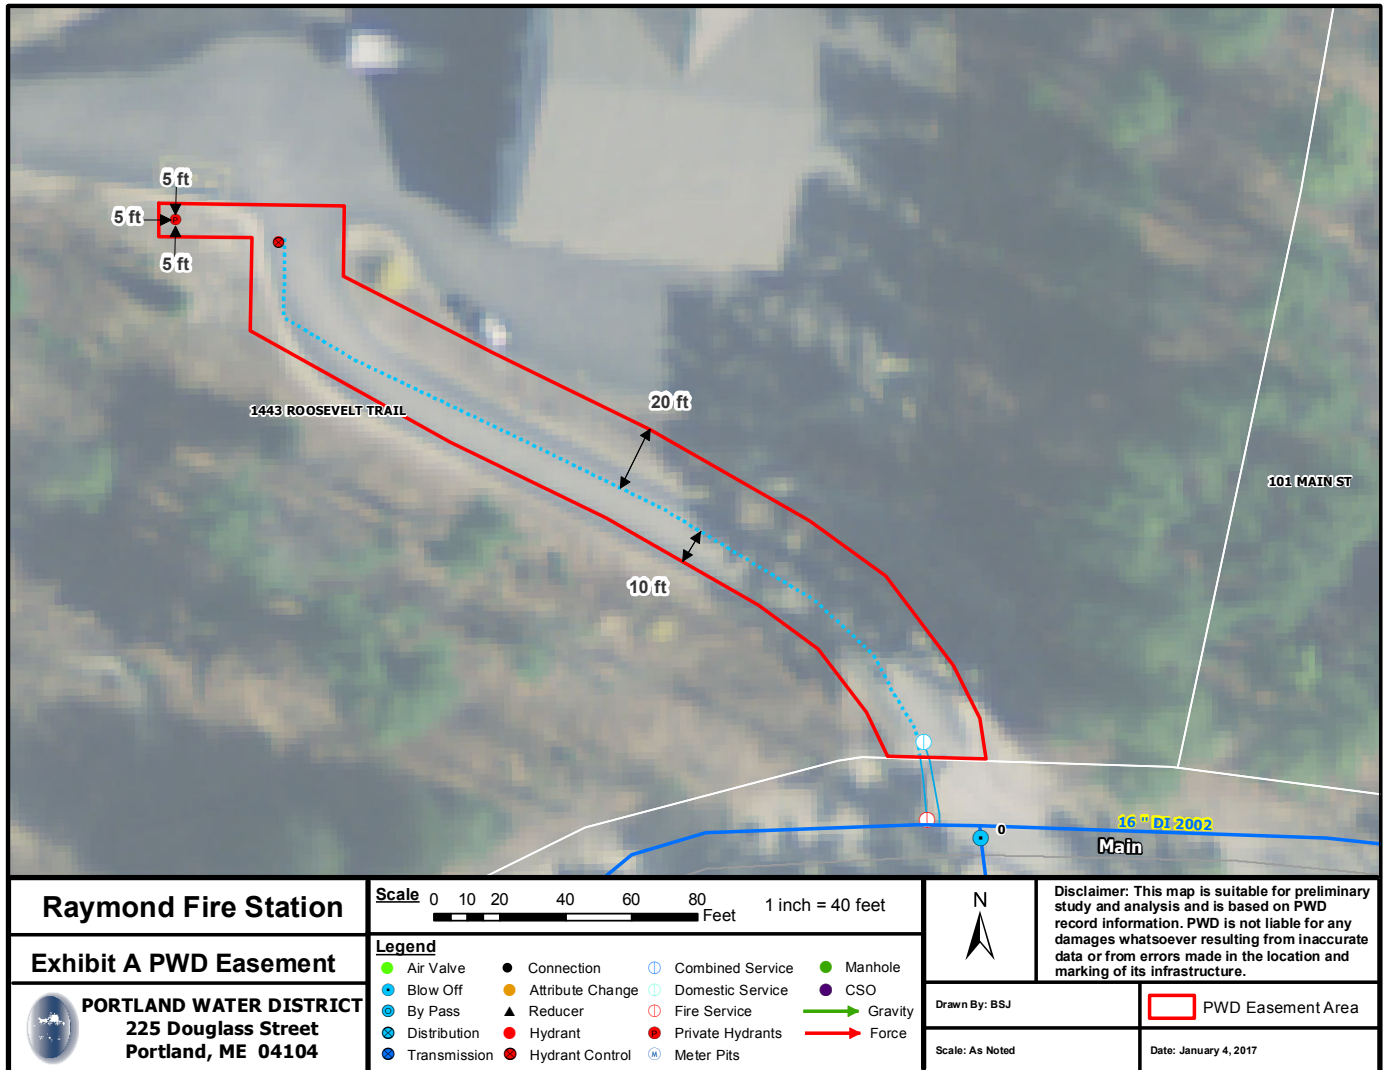 5 ft
5 ft
5 ft
20 ft
1443 ROOSEVELT TRAIL
101 MAIN ST
10 ft
16 " DI 2002
0
Main
Raymond Fire Station
Exhibit A PWD Easement
PORTLAND WATER DISTRICT
225 Douglass Street
Portland, ME 04104
Scale
0 10 20 40 60 80
Feet
1 inch = 40 feet
Legend
Air Valve
Blow Off
By Pass
Distribution
Transmission
Connection
Attribute Change
Reducer
Hydrant
Hydrant Control
Combined Service
Domestic Service
Fire Service
P Private Hydrants
M Meter Pits
Manhole
CSO
Gravity
Force
N
Disclaimer: This map is suitable for preliminary
study and analysis and is based on PWD
record information. PWD is not liable for any
damages whatsoever resulting from inaccurate
data or from errors made in the location and
marking of its infrastructure.
Drawn By: BSJ
PWD Easement Area
Scale: As Noted
Date: January 4, 2017